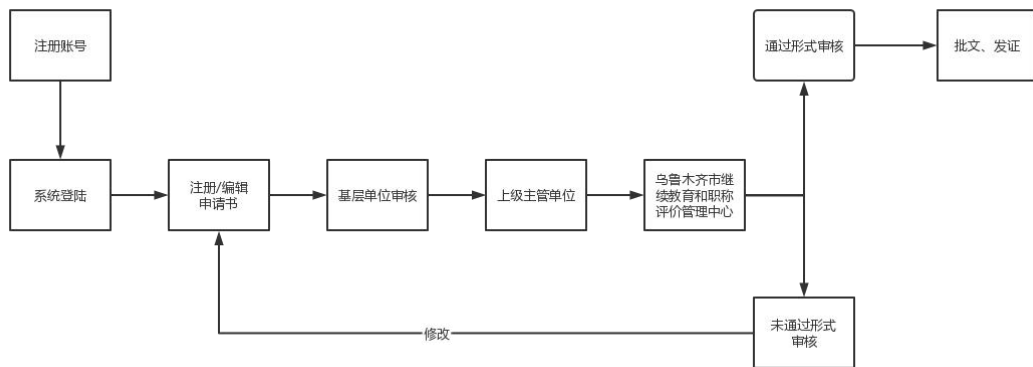 注册账号
通过形式审核
批文、发证
系统登陆
注册/编辑
申请书
基层单位审核
上级主管单位
乌鲁木齐市继
续教育和职称
评价管理中心
修改
未通过形式
审核